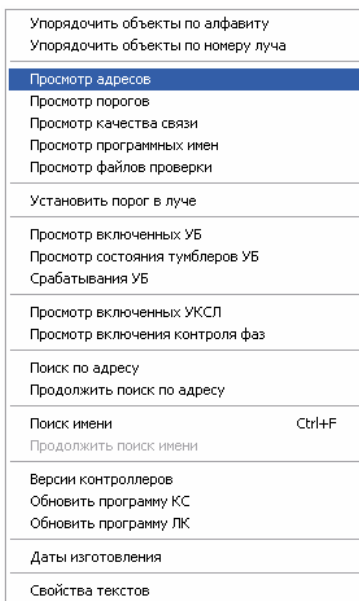 Упорядочить объекты по алфавиту
Упорядочить объекты по номеру луча
Просмотр адресов
Просмотр порогов
Просмотр качества связи
Просмотр программных имен
Просмотр файлов проверки
Установить порог в луче
Просмотр включенных УБ
Просмотр состояния тумблеров УБ
Срабатывания УБ
Просмотр включенных УКСЛ
Просмотр включения контроля фаз
Поиск по адресу
Продолжить поиск по адресу
Поиск имени Ctrl+F
Продолжить поиск имени
Версии контроллеров
Обновить программу КС
Обновить программу ЛК
Даты изготовления
Свойства текстов